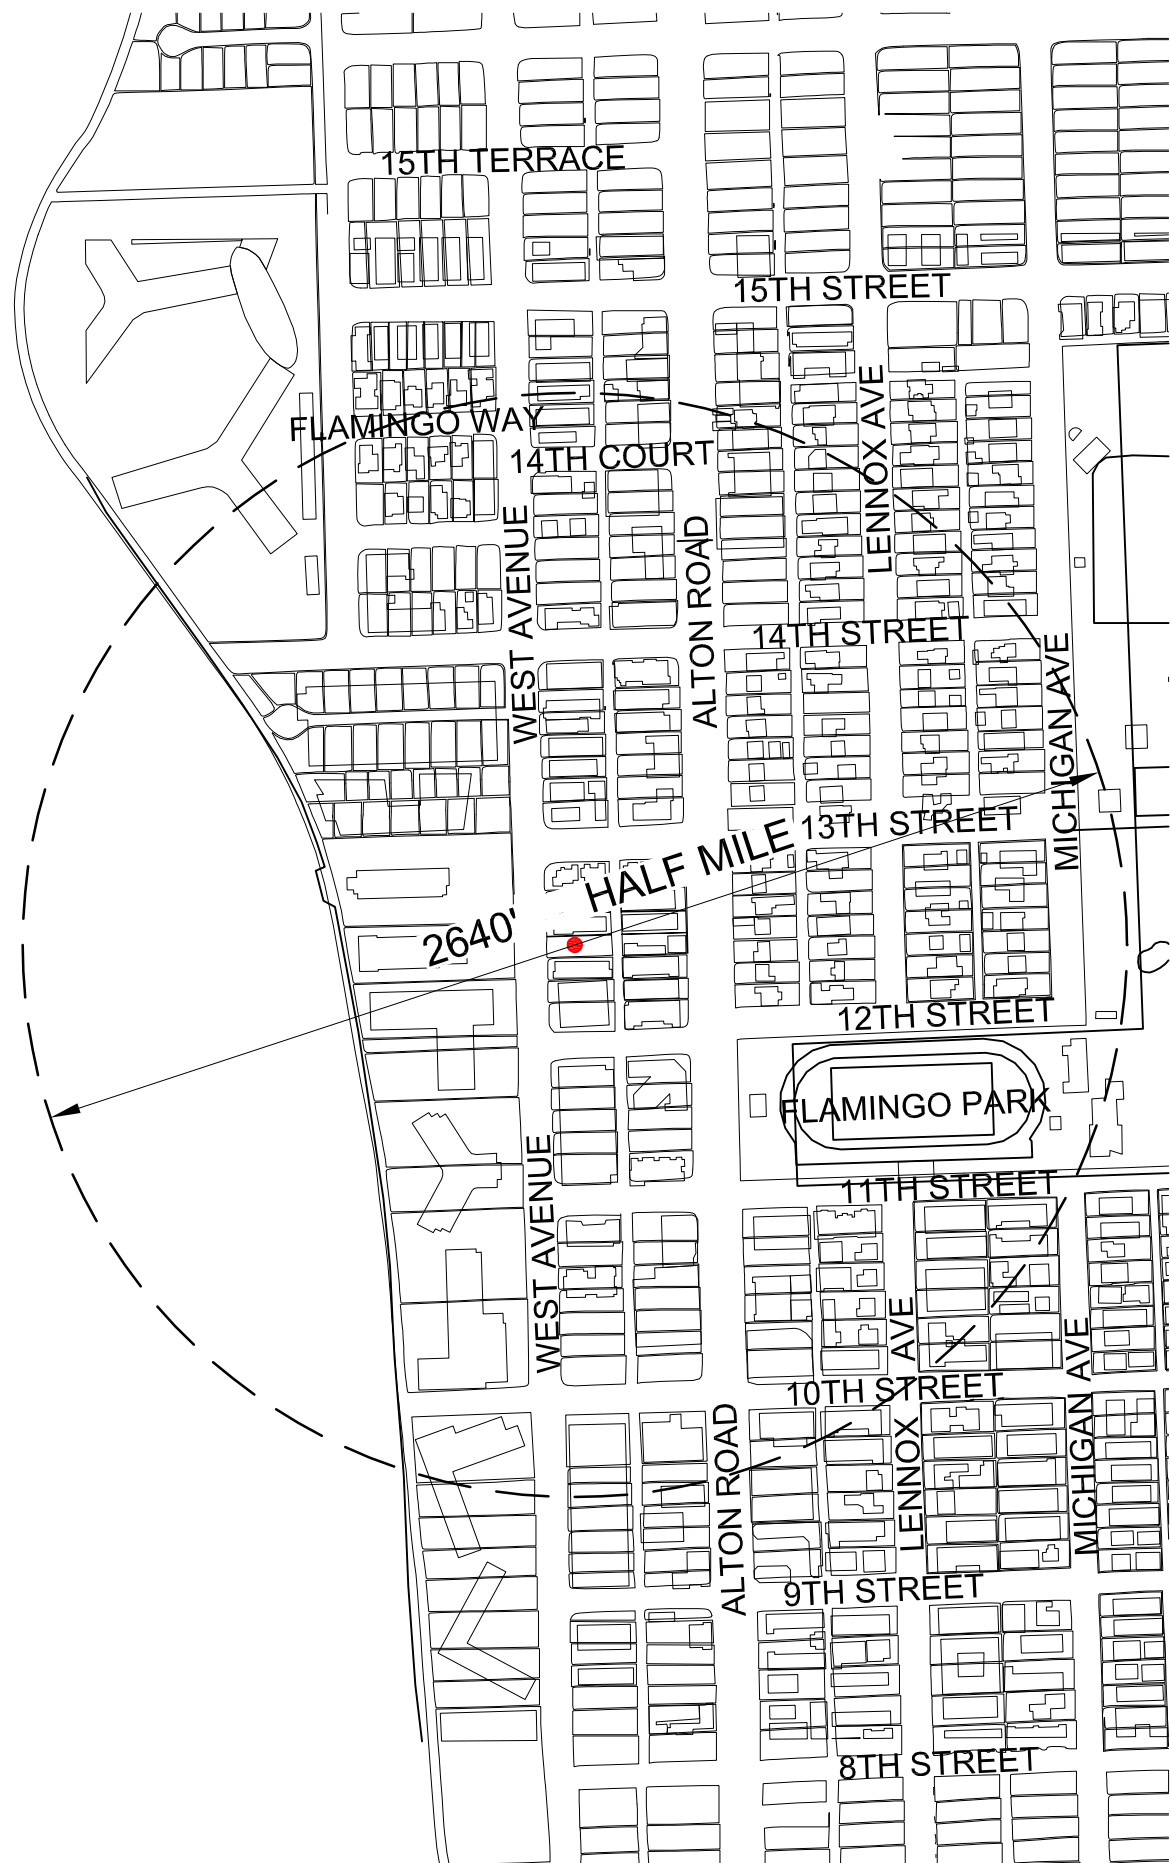 15TH TERRACE
15TH STREET
FLAMINGO WAY
14TH COURT
LENNOX AVE
WEST AVENUE
ALTON ROAD
14TH STREET
MICHIGAN AVE
13TH STREET
HALF MILE
2640'
12TH STREET
FLAMINGO PARK
11TH STREET
WEST AVENUE
LENNOX AVE
MICHIGAN AVE
10TH STREET
ALTON ROAD
9TH STREET
8TH STREET